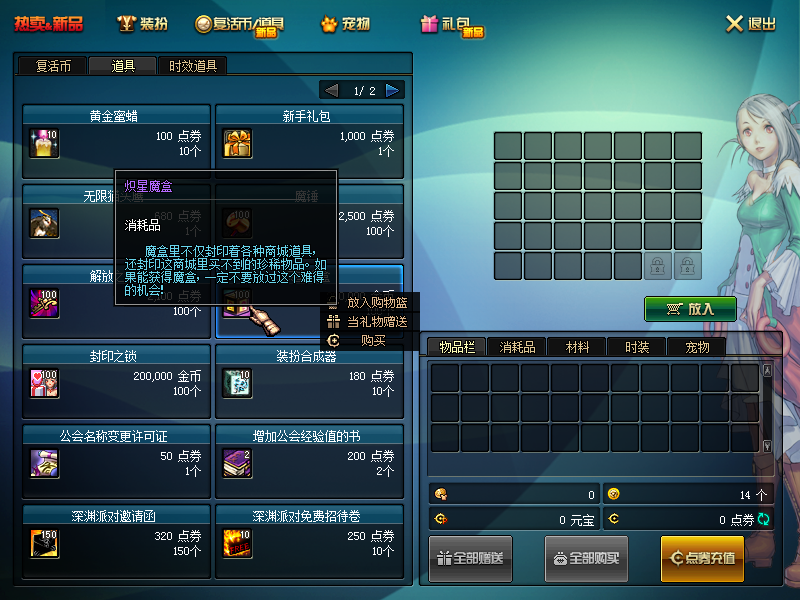 热卖&新品 装扮 复活币/道具 新品 宠物 礼包 新品 退出
复活币 道具 时效道具
1/ 2
黄金蜜蜡 新手礼包
10
100 点券 1,000 点券
10个 1个
无限
2,500 点券
100 100个
炽星魔盒
消耗品
魔盒里不仅封印着各种商城道具,
还封印这商城里买不到的珍稀物品。如
果能获得魔盒, 一定不要放过这个难得
的机会!
解放
100 100
100个
放入购物篮
当礼物赠送
购买
封印之锁 装扮合成器
100 10
200,000 金币 180 点券
100个 10个
公会名称变更许可证 增加公会经验值的书
2
50 点券 200 点券
1个 2个
深渊派对邀请函 深渊派对免费招待卷
150 10
320 点券 250 点券
150个 10个
放入
物品栏 消耗品 材料 时装 宠物
0 14 个
0 元宝 0 点券
全部赠送 全部购买 点券充值